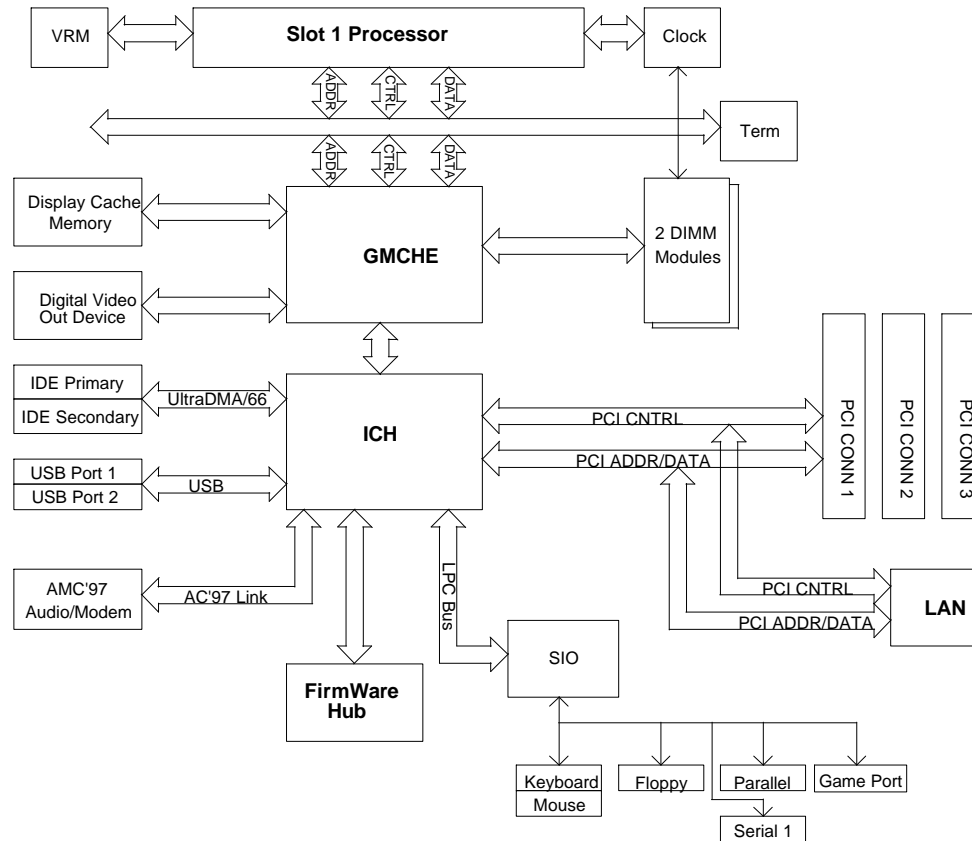 VRM
Slot 1 Processor
Clock
ADDR
CTRL
DATA
Term
ADDR
CTRL
DATA
Display Cache
Memory
GMCHE
2 DIMM
Modules
Digital Video
Out Device
IDE Primary
IDE Secondary
UltraDMA/66
ICH
PCI CNTRL
PCI ADDR/DATA
PCI CONN 1
PCI CONN 2
PCI CONN 3
USB Port 1
USB Port 2
USB
AMC'97
Audio/Modem
AC'97 Link
LPC Bus
PCI CNTRL
PCI ADDR/DATA
LAN
SIO
FirmWare
Hub
Keyboard
Mouse
Floppy
Parallel
Game Port
Serial 1